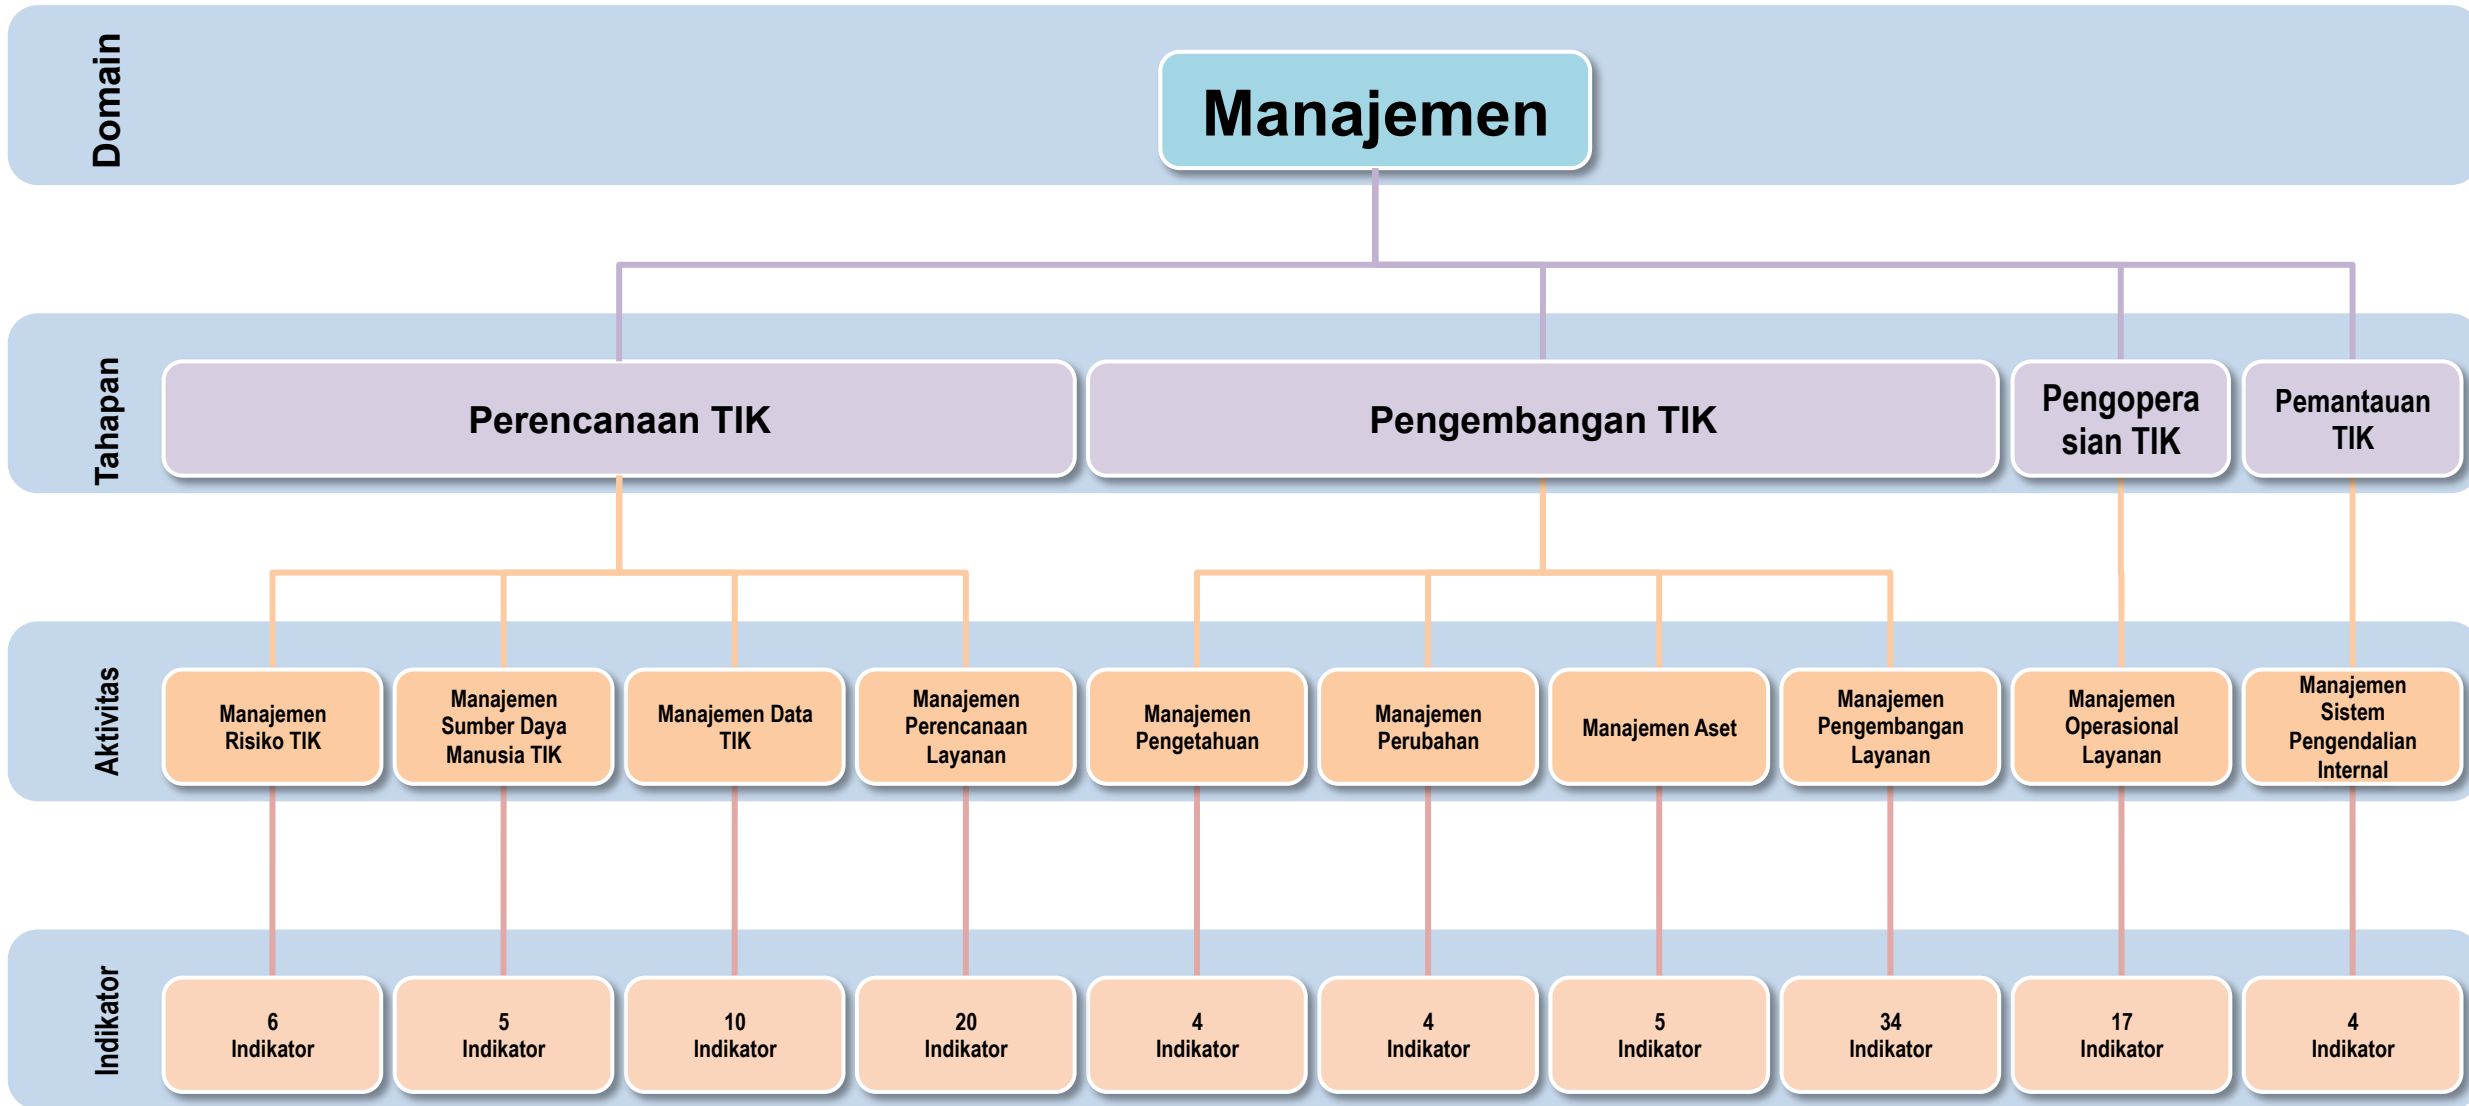 Domain
Manajemen
Tahapan
Perencanaan TIK
Pengembangan TIK
Pengopera
sian TIK
Pemantauan
TIK
Aktivitas
Manajemen
Risiko TIK
Manajemen
Sumber Daya
Manusia TIK
Manajemen Data
TIK
Manajemen
Perencanaan
Layanan
Manajemen
Pengetahuan
Manajemen
Perubahan
Manajemen Aset
Manajemen
Pengembangan
Layanan
Manajemen
Operasional
Layanan
Manajemen
Sistem
Pengendalian
Internal
Indikator
6
Indikator
5
Indikator
10
Indikator
20
Indikator
4
Indikator
4
Indikator
5
Indikator
34
Indikator
17
Indikator
4
Indikator